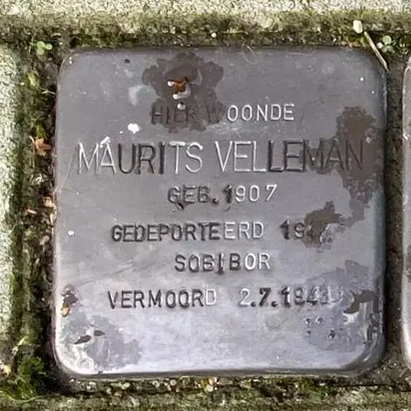 HIER WOONDE
MAURITS VELLEMAN
GEB. 1907
GEDEPORTEERD
SOBIBOR
VERMOORD 2.7.1943